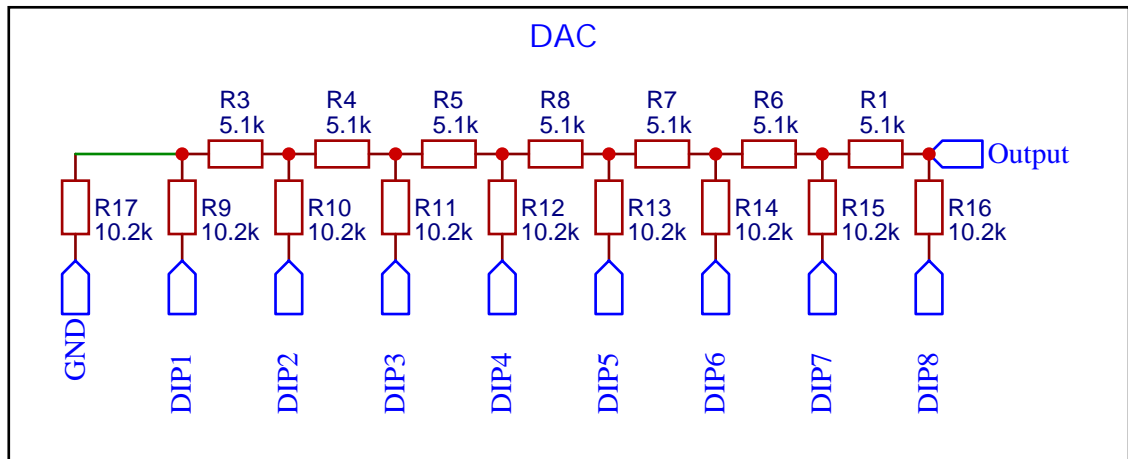 DAC
R3
5.1k
R4
5.1k
R5
5.1k
R8
5.1k
R7
5.1k
R6
5.1k
R1
5.1k
Output
R17
10.2k
R9
10.2k
R10
10.2k
R11
10.2k
R12
10.2k
R13
10.2k
R14
10.2k
R15
10.2k
R16
10.2k
GND
DIP1
DIP2
DIP3
DIP4
DIP5
DIP6
DIP7
DIP8